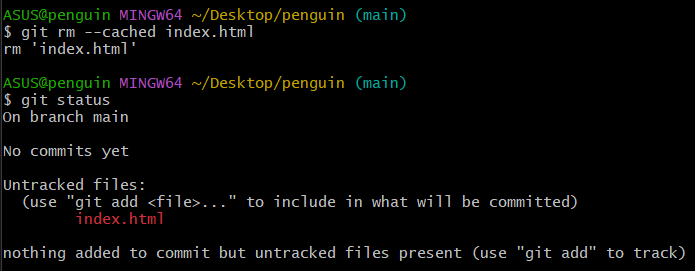 ASUS@penguin MINGW64 ~/Desktop/penguin (main)
$ git rm --cached index.html
rm 'index.html'
ASUS@penguin MINGW64 ~/Desktop/penguin (main)
$ git status
On branch main
No commits yet
Untracked files:
  (use "git add <file>..." to include in what will be committed)
        index.html
nothing added to commit but untracked files present (use "git add" to track)